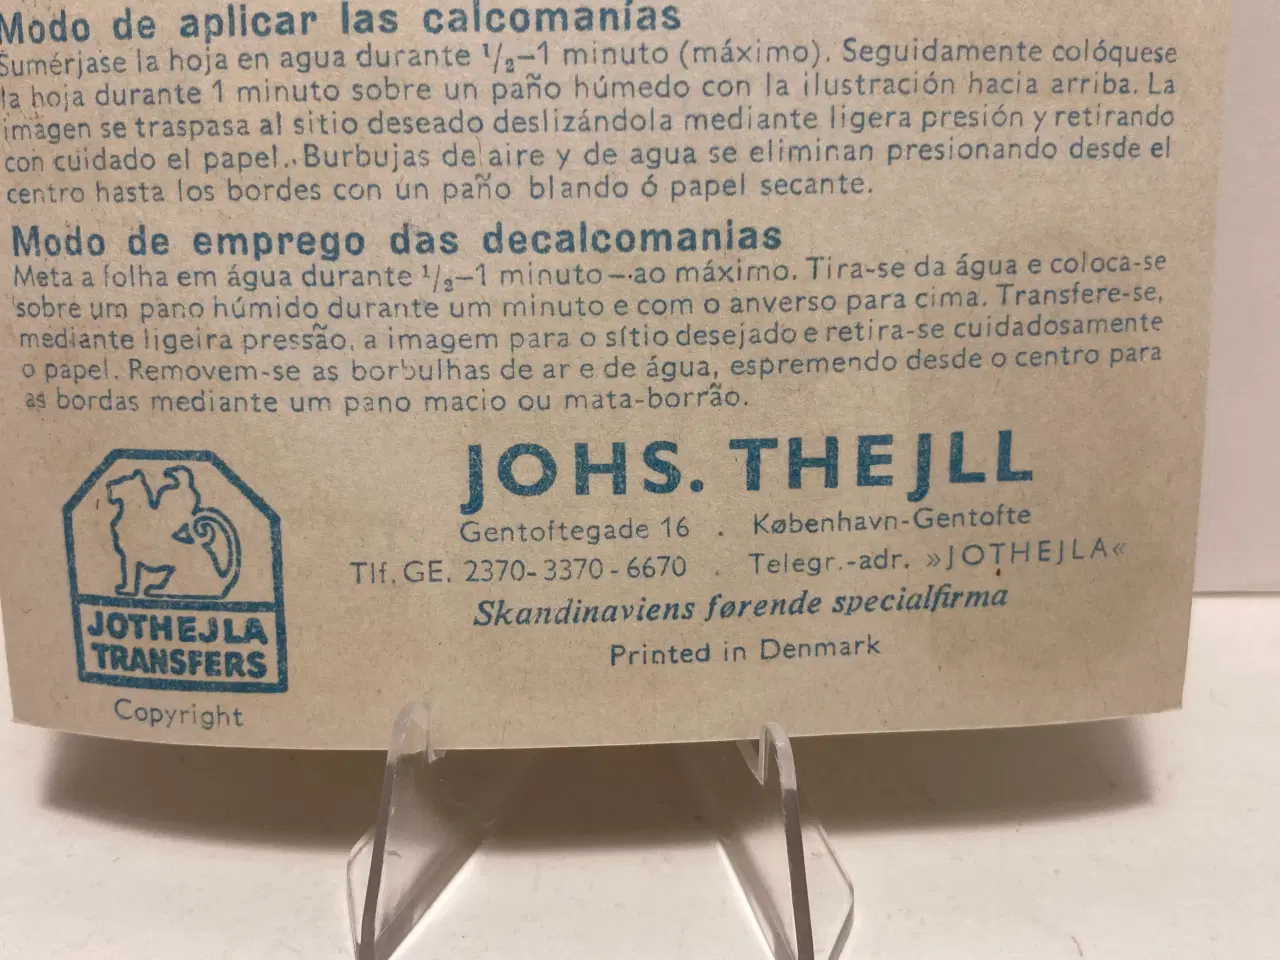 Modo de aplicar las calcomanías
Sumérjase la hoja en agua durante ¹/₂–1 minuto (máximo). Seguidamente colóquese
la hoja durante 1 minuto sobre un paño húmedo con la ilustración hacia arriba. La
imágen se traspasa al sitio deseado deslizándola mediante ligera presión y retirando
con cuidado el papel.. Burbujas de aire y de agua se eliminan presionando desde el
centro hasta los bordes con un paño blando ó papel secante.
Modo de emprego das decalcomanias
Meta a folha em água durante ¹/₂–1 minuto – ao máximo. Tira-se da água e coloca-se
sobre um pano húmido durante um minuto e com o anverso para cima. Transfere-se,
mediante ligeira pressão, a imagem para o sítio desejado e retira-se cuidadosamente
o papel. Removem-se as borbulhas de ar e de água, espremendo desde o centro para
as bordas mediante um pano macio ou mata-borrão.
JOHS. THEJLL
Gentoftegade 16 . København-Gentofte
Tlf. GE. 2370-3370-6670 . Telegr.-adr. »JOTHEJLA«
Skandinaviens førende specialfirma
Printed in Denmark
JOTHEJLA
TRANSFERS
Copyright